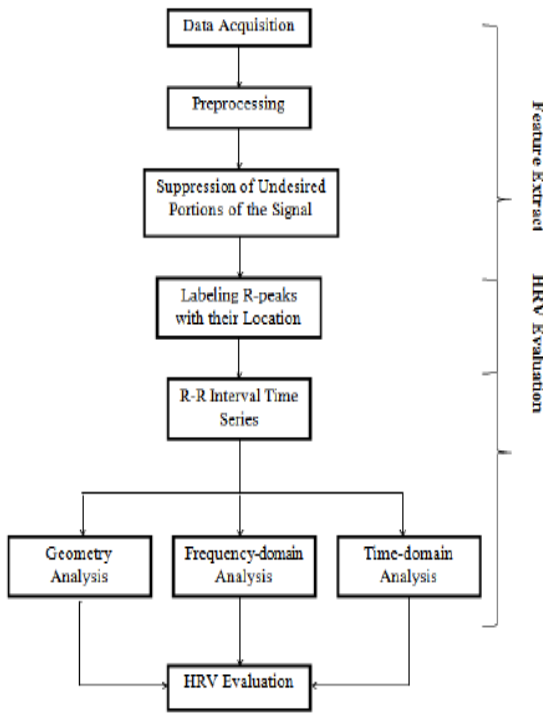 Data Acquisition
Preprocessing
Suppression of Undesired
Portions of the Signal
Labeling R-peaks
with their Location
R-R Interval Time
Series
Geometry
Analysis
Frequency-domain
Analysis
Time-domain
Analysis
HRV Evaluation
Feature Extract
HRV Evaluation